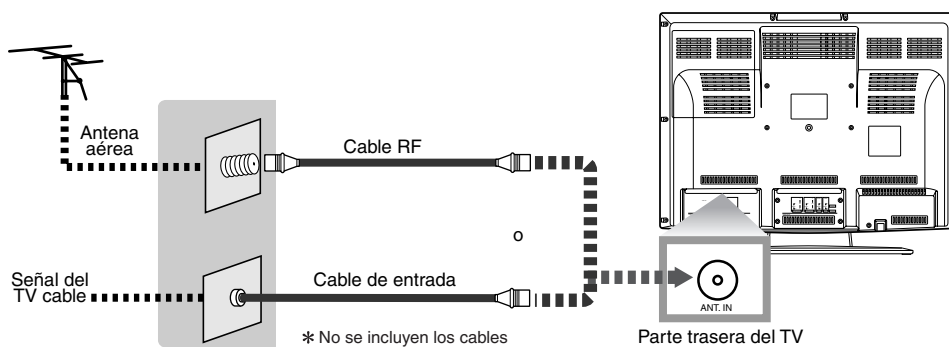 Antena
aérea
Cable RF
o
Señal del
TV cable
Cable de entrada
* No se incluyen los cables
ANT. IN
Parte trasera del TV